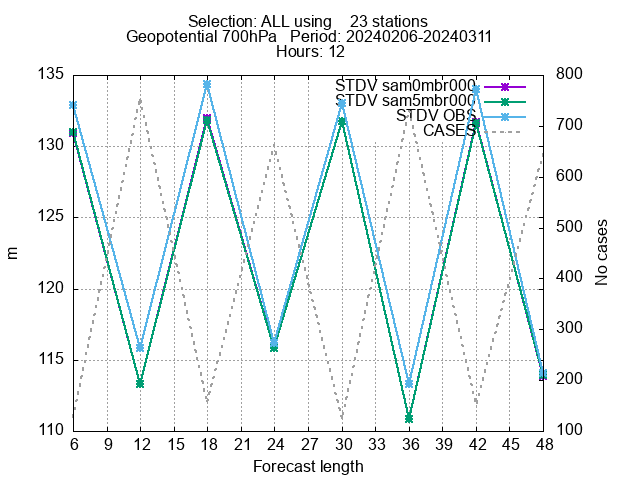 Selection: ALL using 23 stations
Geopotential 700hPa Period: 20240206-20240311
Hours: 12
STDV sam0mbr000
STDV sam5mbr000
STDV OBS
CASES
135
130
125
120
115
110
m
800
700
600
500
400
300
200
100
No cases
6 9 12 15 18 21 24 27 30 33 36 39 42 45 48
Forecast length